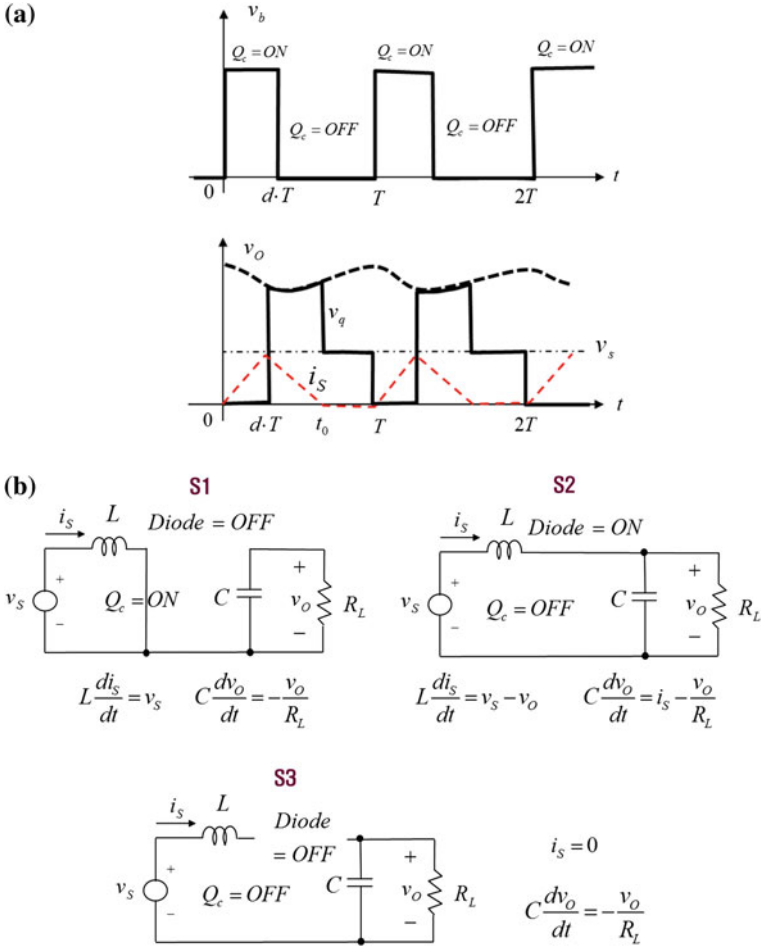 (a)
v_b
Q_c = ON Q_c = ON Q_c = ON
Q_c = OFF Q_c = OFF
0 d·T T 2T t
v_O
v_q
v_s
i_S
0 d·T t_0 T 2T t
(b)
S1
i_S L Diode = OFF
v_S + − Q_c = ON C + v_O − R_L
L di_S/dt = v_S C dv_O/dt = − v_O/R_L
S2
i_S L Diode = ON
v_S + − Q_c = OFF C + v_O − R_L
L di_S/dt = v_S − v_O C dv_O/dt = i_S − v_O/R_L
S3
i_S L Diode
= OFF
v_S + − Q_c = OFF C + v_O − R_L
i_S = 0
C dv_O/dt = − v_O/R_L